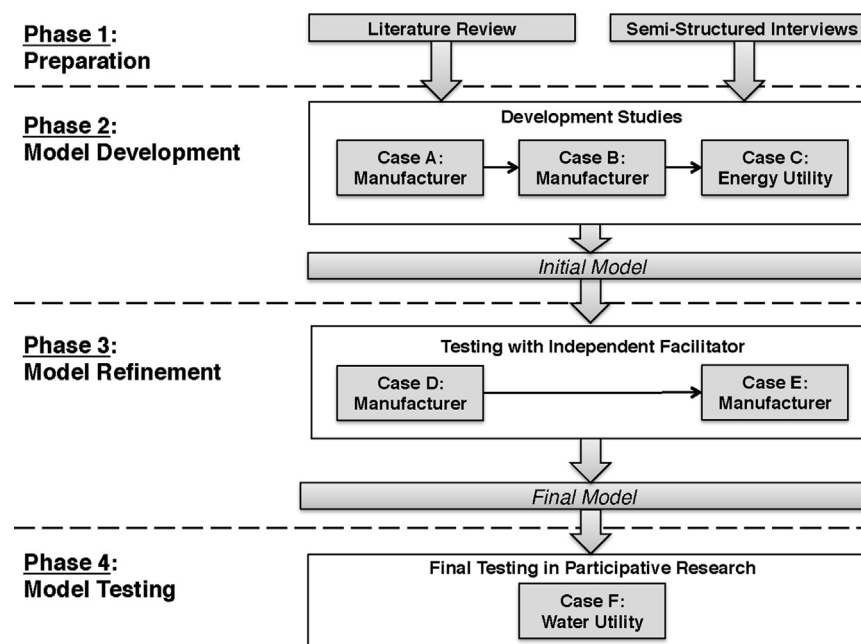 Phase 1:
Preparation
Literature Review
Semi-Structured Interviews
Phase 2:
Model Development
Development Studies
Case A:
Manufacturer
Case B:
Manufacturer
Case C:
Energy Utility
Initial Model
Phase 3:
Model Refinement
Testing with Independent Facilitator
Case D:
Manufacturer
Case E:
Manufacturer
Final Model
Phase 4:
Model Testing
Final Testing in Participative Research
Case F:
Water Utility